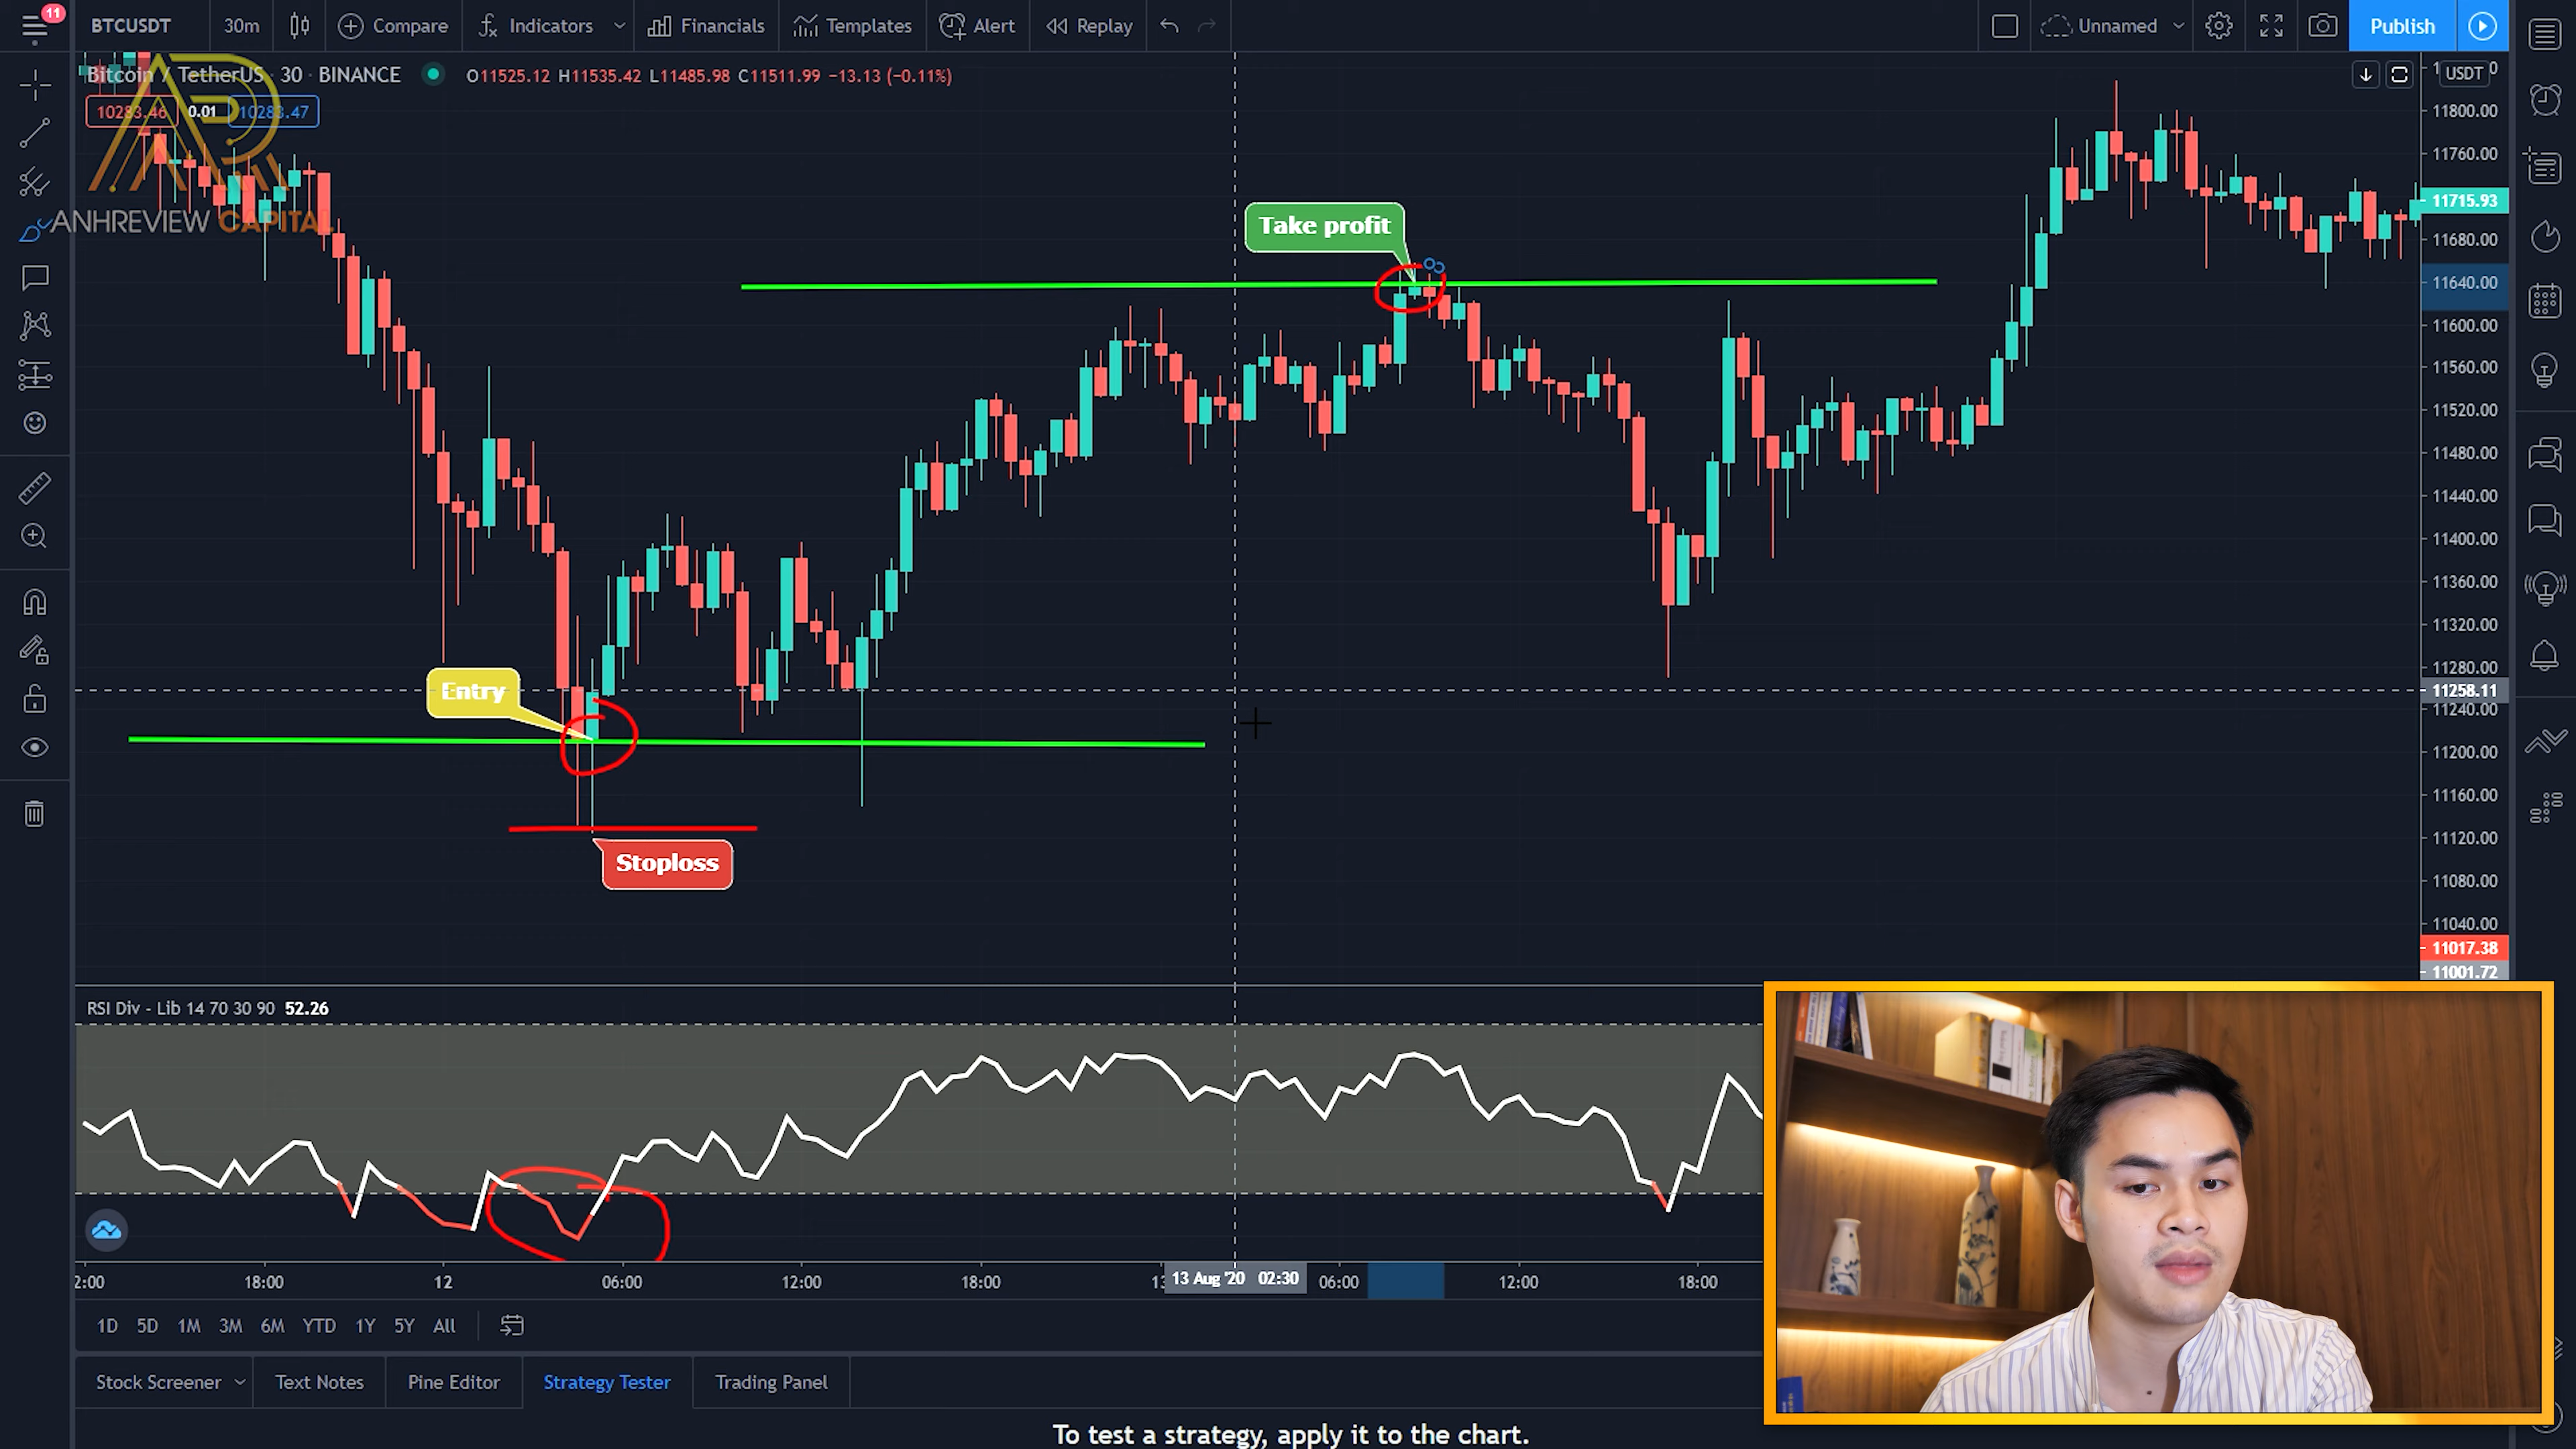 11
BTCUSDT 30m Compare Indicators Financials Templates Alert Replay Unnamed Publish
Bitcoin / TetherUS · 30 · BINANCE O11525.12 H11535.42 L11485.98 C11511.99 −13.13 (−0.11%)
USDT
10283.46 0.01 10283.47
ANHREVIEW CAPITAL
11800.00
11760.00
11715.93
11680.00
11640.00
11600.00
11560.00
11520.00
11480.00
11440.00
11400.00
11360.00
11320.00
11280.00
11258.11
11240.00
11200.00
11160.00
11120.00
11080.00
11040.00
11017.38
11001.72
Take profit
Entry
Stoploss
RSI Div - Lib 14 70 30 90 52.26
2:00 18:00 12 06:00 12:00 18:00 13 Aug '20 02:30 06:00 12:00 18:00
1D 5D 1M 3M 6M YTD 1Y 5Y All
Stock Screener Text Notes Pine Editor Strategy Tester Trading Panel
To test a strategy, apply it to the chart.